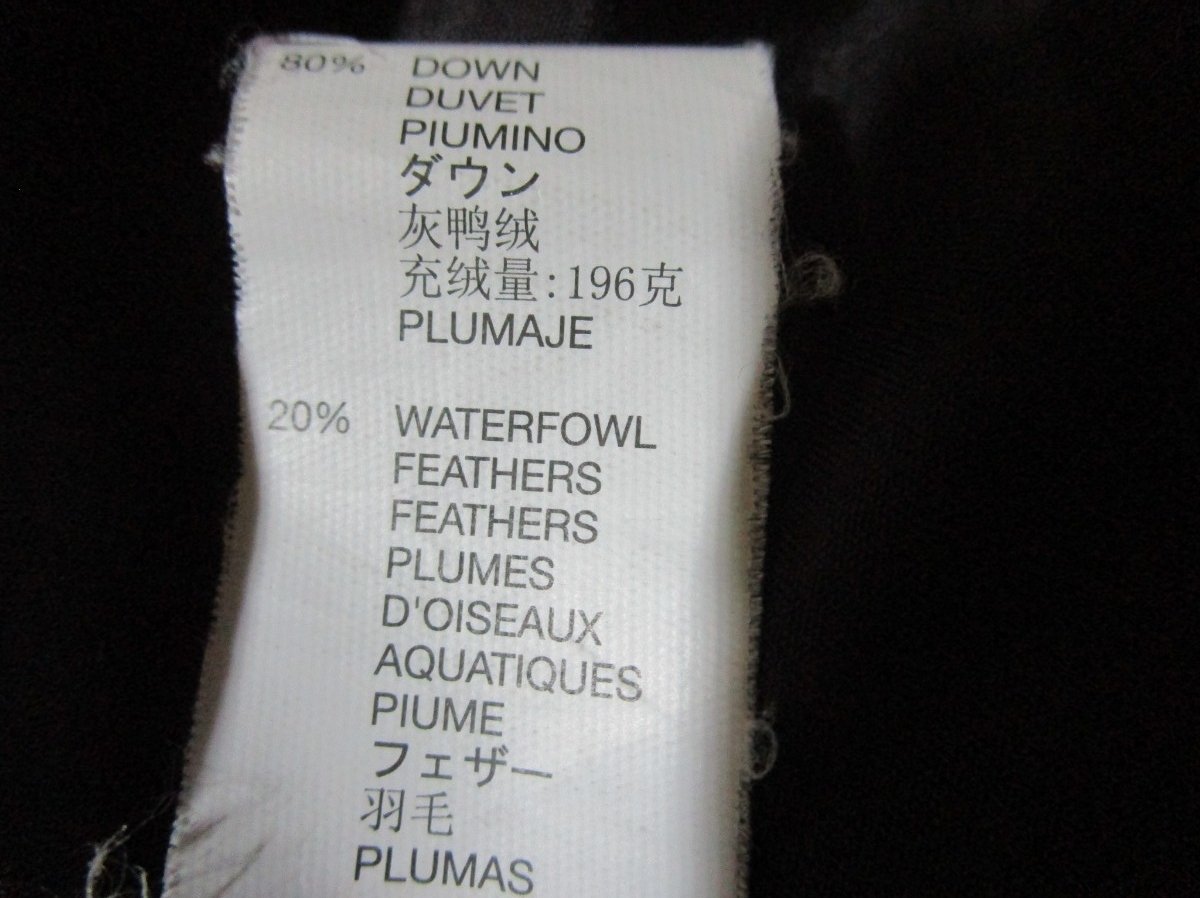 80% DOWN
DUVET
PIUMINO
ダウン
灰鸭绒
充绒量:196克
PLUMAJE
20% WATERFOWL
FEATHERS
FEATHERS
PLUMES
D'OISEAUX
AQUATIQUES
PIUME
フェザー
羽毛
PLUMAS